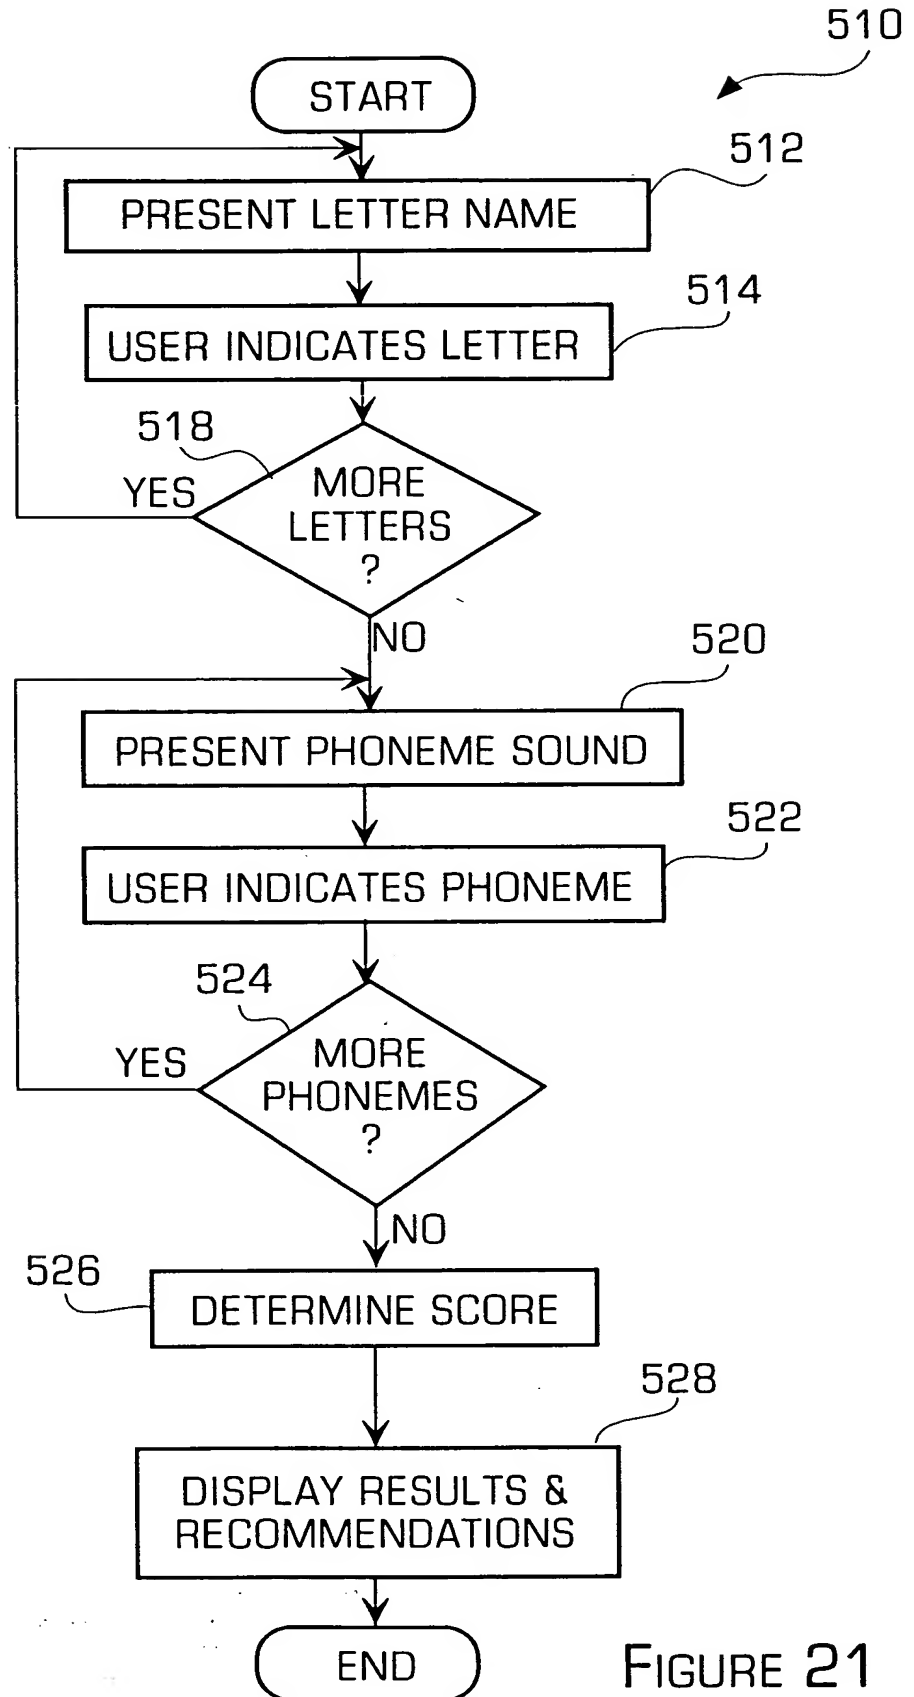 510
START
512
PRESENT LETTER NAME
514
USER INDICATES LETTER
518
YES
MORE
LETTERS
?
NO
520
PRESENT PHONEME SOUND
522
USER INDICATES PHONEME
524
YES
MORE
PHONEMES
?
NO
526
DETERMINE SCORE
528
DISPLAY RESULTS &
RECOMMENDATIONS
END
FIGURE 21